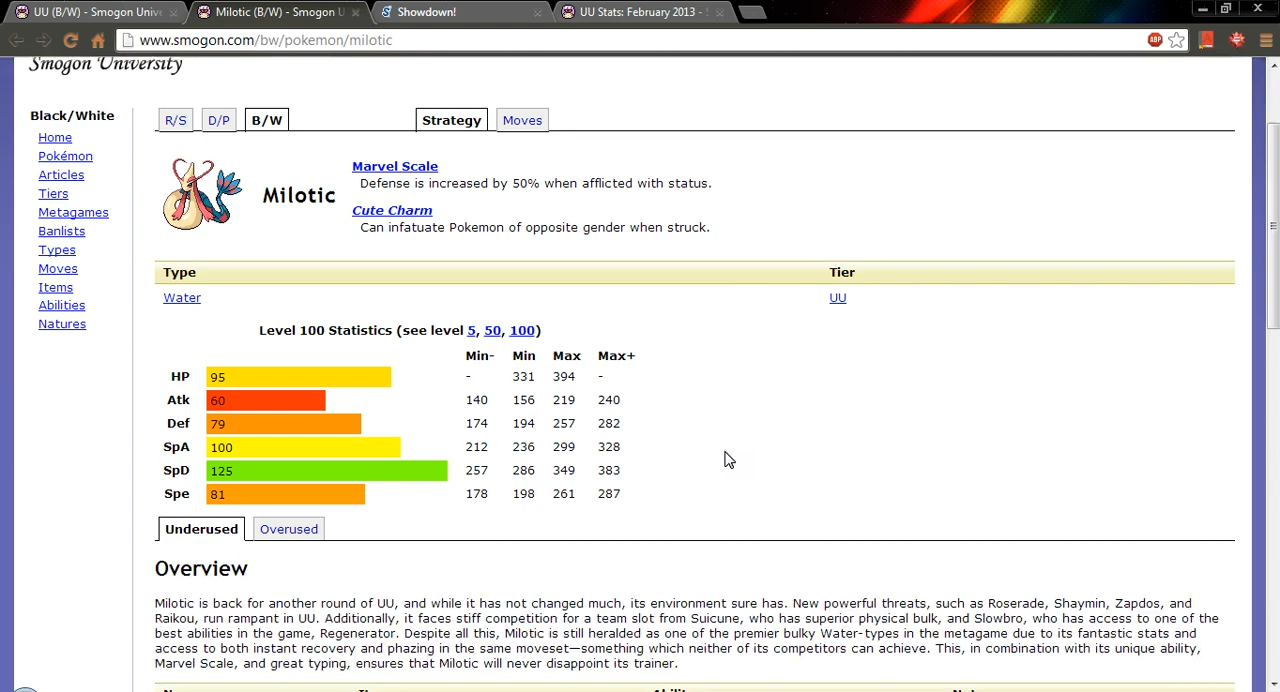 UU (B/W) - Smogon Unive
Milotic (B/W) - Smogon U
Showdown!
UU Stats: February 2013 - S
www.smogon.com/bw/pokemon/milotic
ABP
Smogon University
Black/White
Home
Pokémon
Articles
Tiers
Metagames
Banlists
Types
Moves
Items
Abilities
Natures
R/S D/P B/W Strategy Moves
Milotic
Marvel Scale
Defense is increased by 50% when afflicted with status.
Cute Charm
Can infatuate Pokemon of opposite gender when struck.
Type Tier
Water UU
Level 100 Statistics (see level 5, 50, 100)
Min- Min Max Max+
HP 95 - 331 394 -
Atk 60 140 156 219 240
Def 79 174 194 257 282
SpA 100 212 236 299 328
SpD 125 257 286 349 383
Spe 81 178 198 261 287
Underused Overused
Overview
Milotic is back for another round of UU, and while it has not changed much, its environment sure has. New powerful threats, such as Roserade, Shaymin, Zapdos, and
Raikou, run rampant in UU. Additionally, it faces stiff competition for a team slot from Suicune, who has superior physical bulk, and Slowbro, who has access to one of the
best abilities in the game, Regenerator. Despite all this, Milotic is still heralded as one of the premier bulky Water-types in the metagame due to its fantastic stats and
access to both instant recovery and phazing in the same moveset—something which neither of its competitors can achieve. This, in combination with its unique ability,
Marvel Scale, and great typing, ensures that Milotic will never disappoint its trainer.